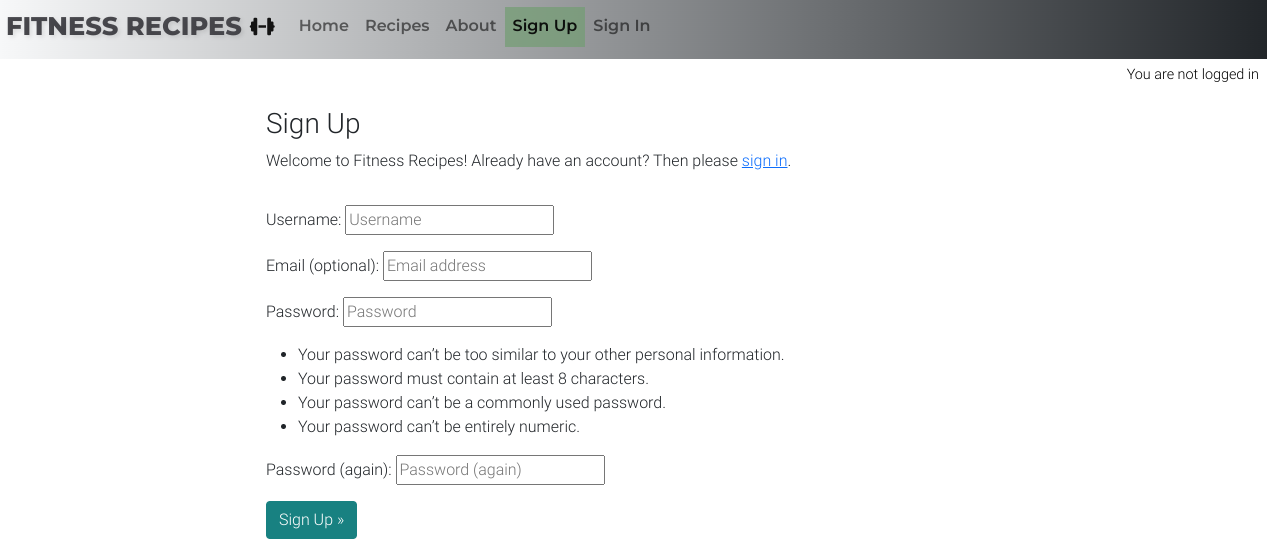 FITNESS RECIPES Home Recipes About Sign Up Sign In
You are not logged in
Sign Up
Welcome to Fitness Recipes! Already have an account? Then please sign in.
Username: Username
Email (optional): Email address
Password: Password
• Your password can’t be too similar to your other personal information.
• Your password must contain at least 8 characters.
• Your password can’t be a commonly used password.
• Your password can’t be entirely numeric.
Password (again): Password (again)
Sign Up »